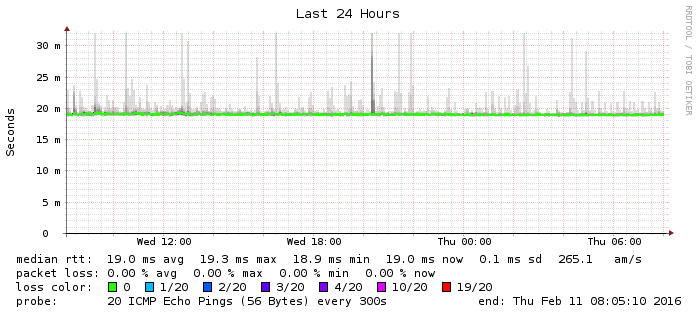 Last 24 Hours
RRDTOOL / TOBI OETIKER
Seconds
30 m
25 m
20 m
15 m
10 m
5 m
0
Wed 12:00 Wed 18:00 Thu 00:00 Thu 06:00
median rtt: 19.0 ms avg 19.3 ms max 18.9 ms min 19.0 ms now 0.1 ms sd 265.1 am/s
packet loss: 0.00 % avg 0.00 % max 0.00 % min 0.00 % now
loss color: 0 1/20 2/20 3/20 4/20 10/20 19/20
probe: 20 ICMP Echo Pings (56 Bytes) every 300s end: Thu Feb 11 08:05:10 2016